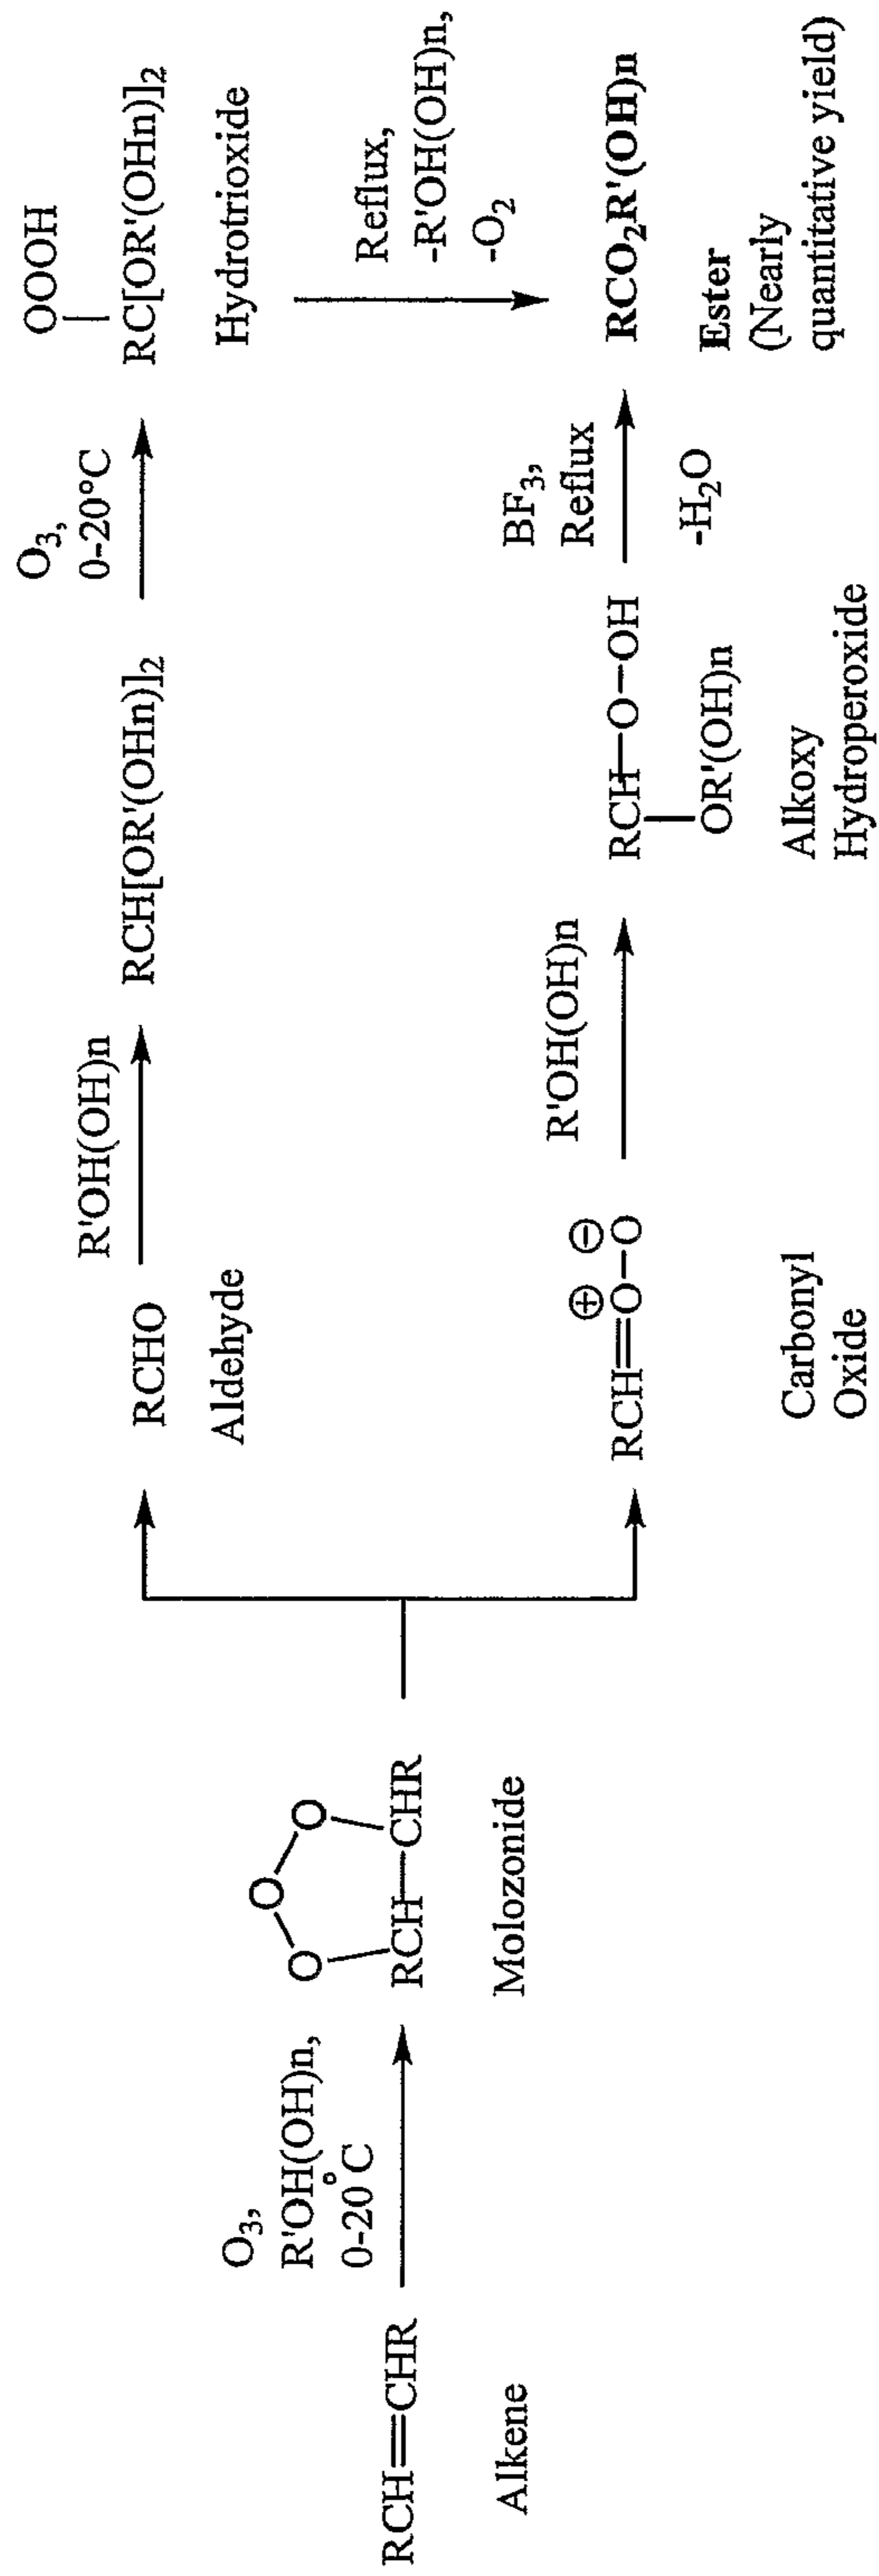 RCH=CHR
Alkene
O₃,
R'OH(OH)n,
0-20°C
O
O
O
RCH—CHR
Molozonide
RCHO
Aldehyde
R'OH(OH)n
RCH[OR'(OHn)]₂
O₃,
0-20°C
OOOH
RC[OR'(OHn)]₂
Hydrotrioxide
Reflux,
-R'OH(OH)n,
-O₂
⊕ ⊖
RCH=O–O
Carbonyl
Oxide
R'OH(OH)n
RCH–O–OH
OR'(OH)n
Alkoxy
Hydroperoxide
BF₃,
Reflux
-H₂O
RCO₂R'(OH)n
Ester
(Nearly
quantitative yield)